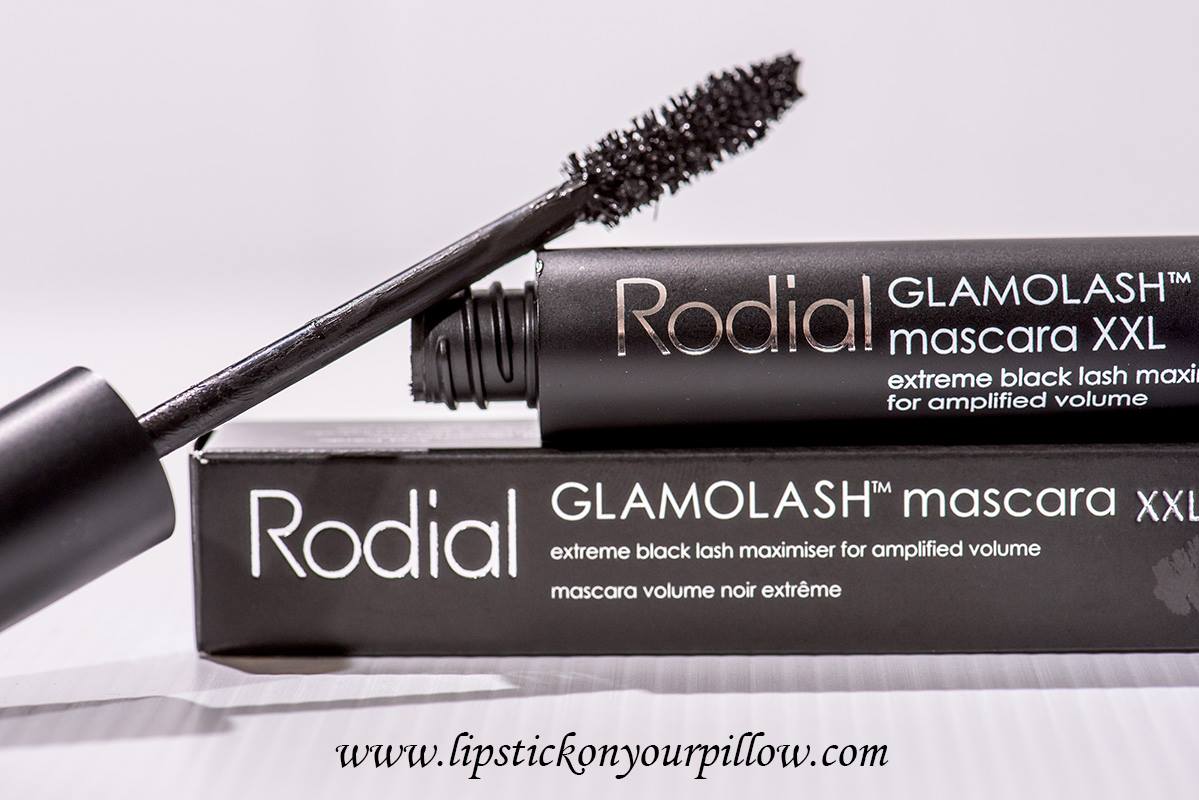 Rodial
GLAMOLASH™
mascara XXL
extreme black lash
for amplified volume
Rodial
GLAMOLASH™ mascara XXL
extreme black lash maximiser for amplified volume
mascara volume noir extrême
www.lipstickonyourpillow.com